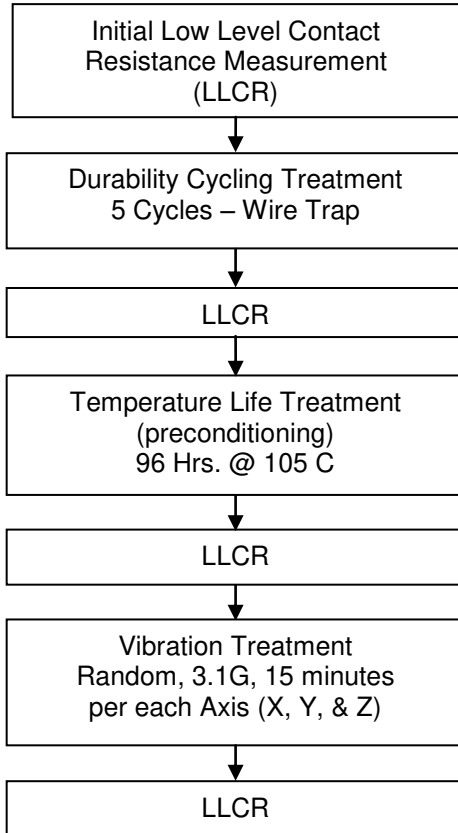 Initial Low Level Contact
Resistance Measurement
(LLCR)
Durability Cycling Treatment
5 Cycles – Wire Trap
LLCR
Temperature Life Treatment
(preconditioning)
96 Hrs. @ 105 C
LLCR
Vibration Treatment
Random, 3.1G, 15 minutes
per each Axis (X, Y, & Z)
LLCR